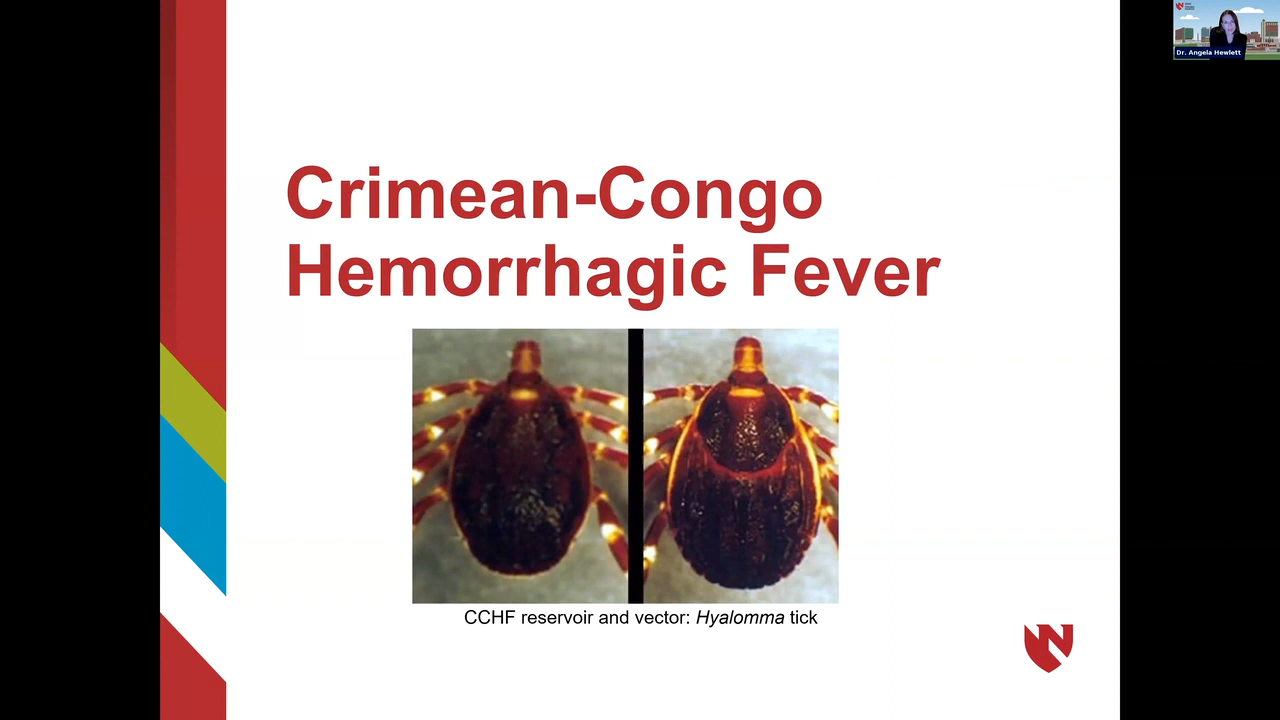 Crimean-Congo
Hemorrhagic Fever
CCHF reservoir and vector: Hyalomma tick
Dr. Angela Hewlett